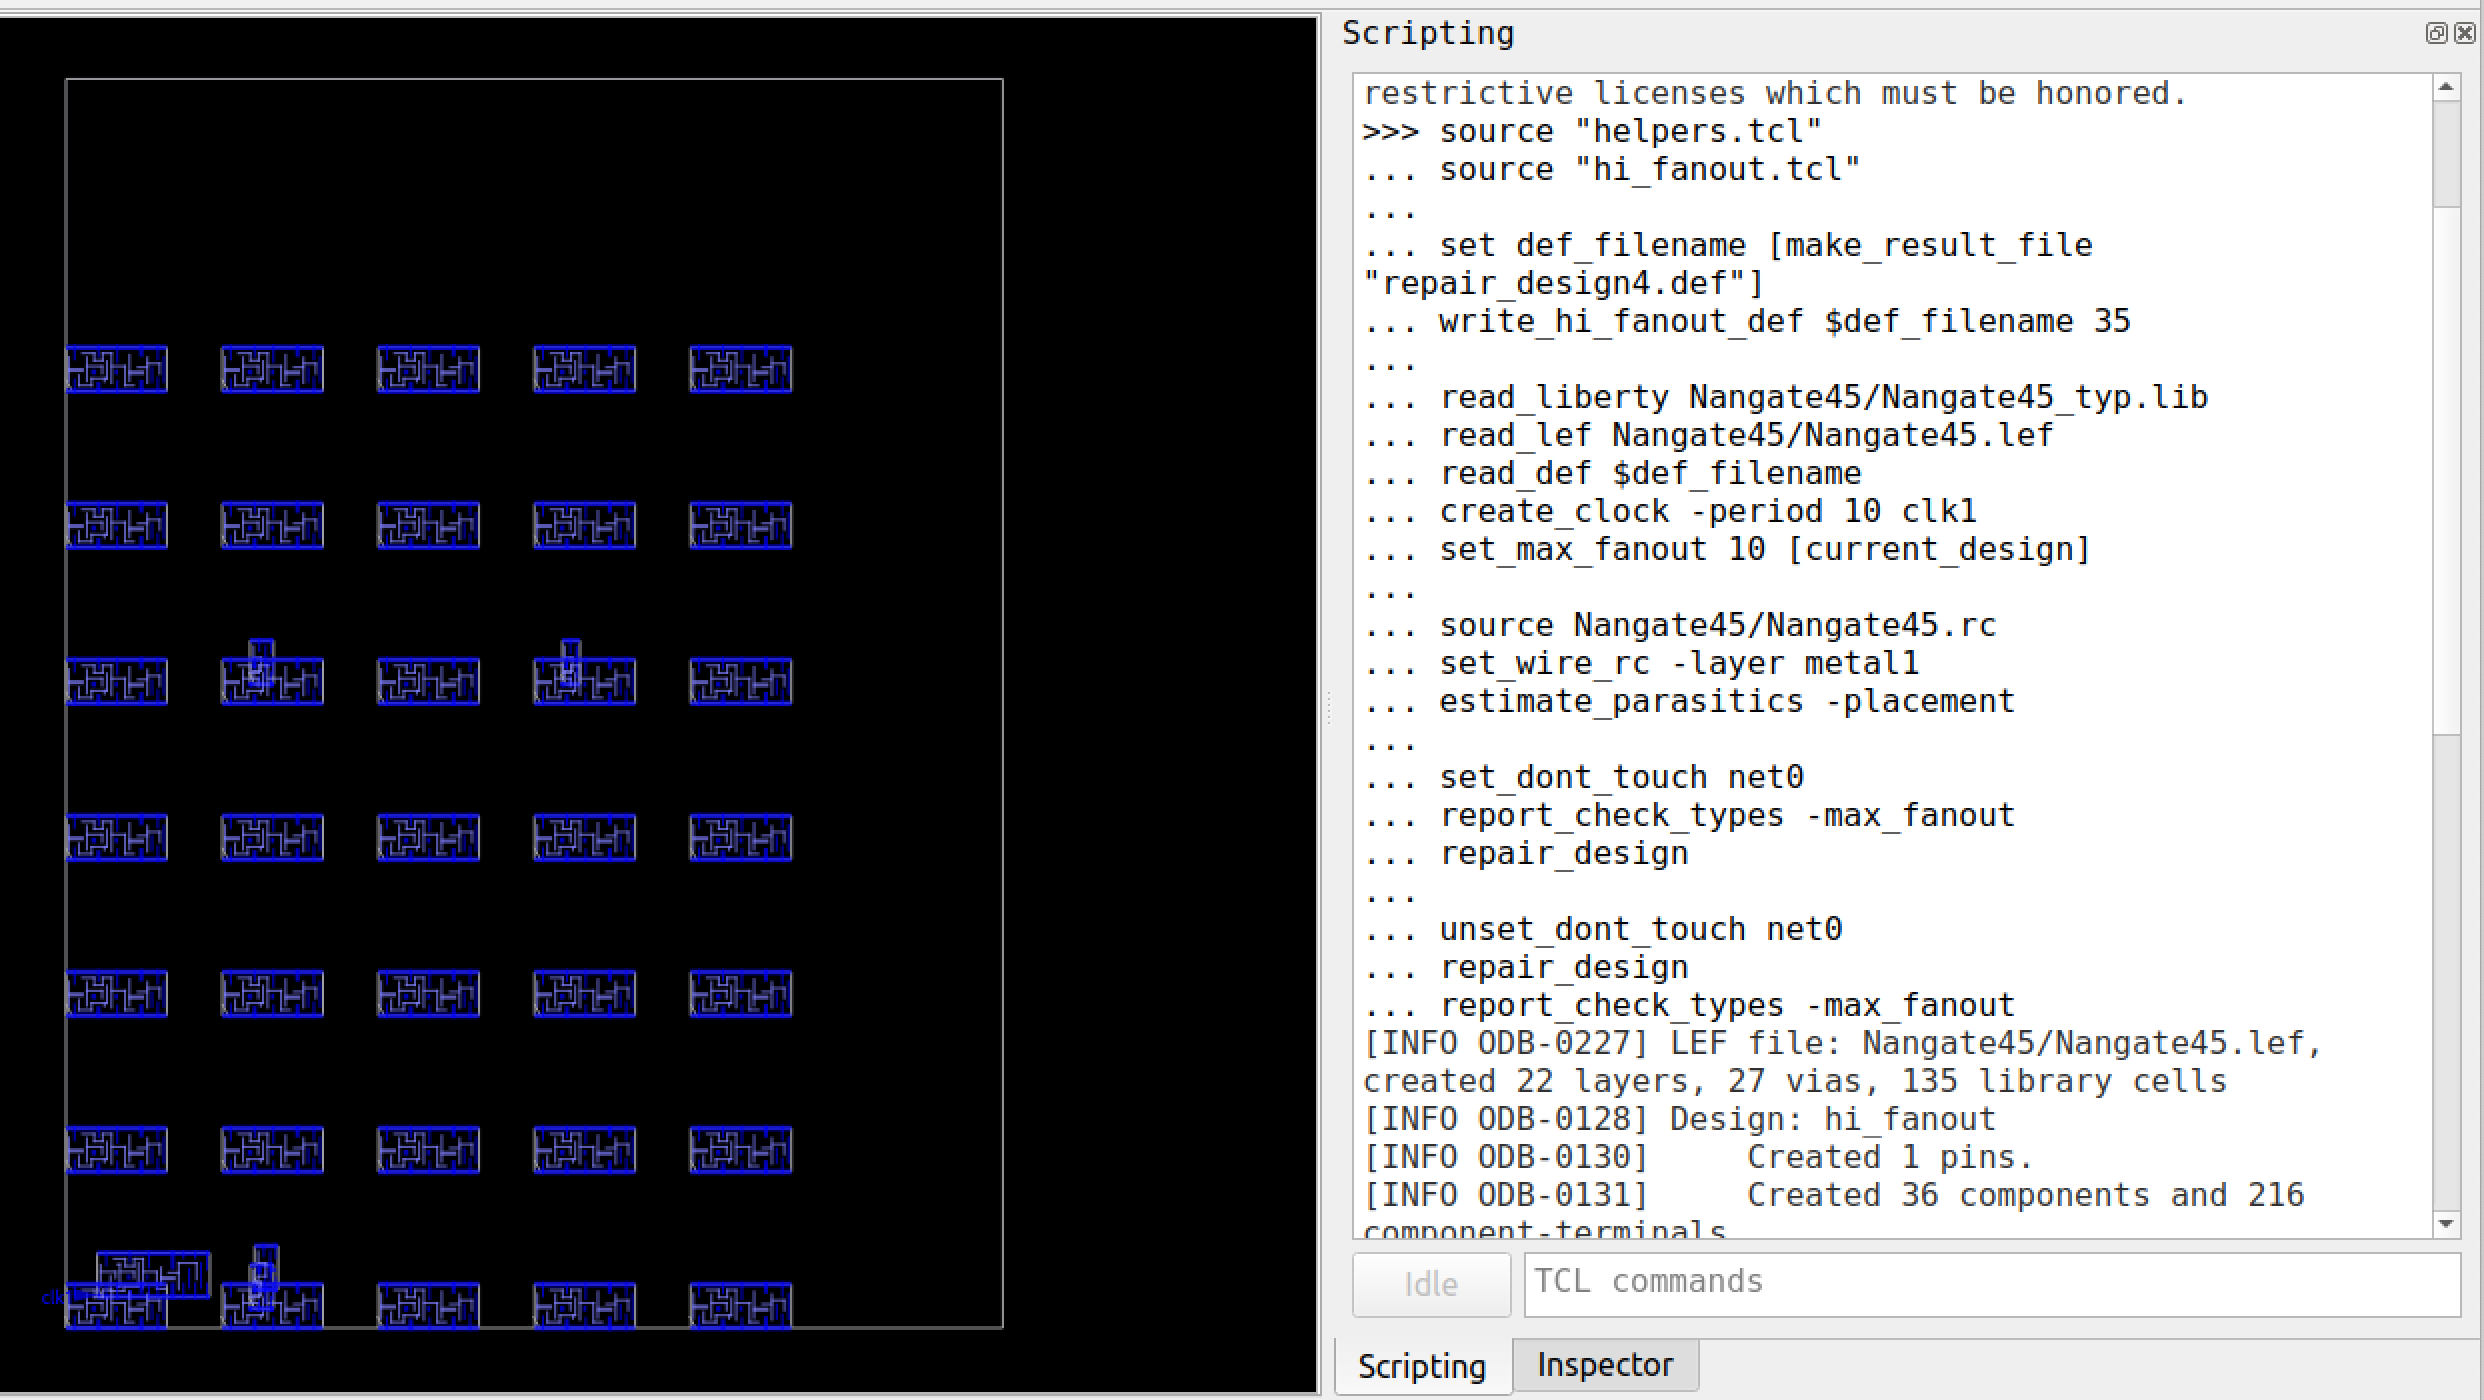 Scripting
restrictive licenses which must be honored.
>>> source "helpers.tcl"
... source "hi_fanout.tcl"
...
... set def_filename [make_result_file
"repair_design4.def"]
... write_hi_fanout_def $def_filename 35
...
... read_liberty Nangate45/Nangate45_typ.lib
... read_lef Nangate45/Nangate45.lef
... read_def $def_filename
... create_clock -period 10 clk1
... set_max_fanout 10 [current_design]
...
... source Nangate45/Nangate45.rc
... set_wire_rc -layer metal1
... estimate_parasitics -placement
...
... set_dont_touch net0
... report_check_types -max_fanout
... repair_design
...
... unset_dont_touch net0
... repair_design
... report_check_types -max_fanout
[INFO ODB-0227] LEF file: Nangate45/Nangate45.lef,
created 22 layers, 27 vias, 135 library cells
[INFO ODB-0128] Design: hi_fanout
[INFO ODB-0130]     Created 1 pins.
[INFO ODB-0131]     Created 36 components and 216
component-terminals
Idle
TCL commands
Scripting
Inspector